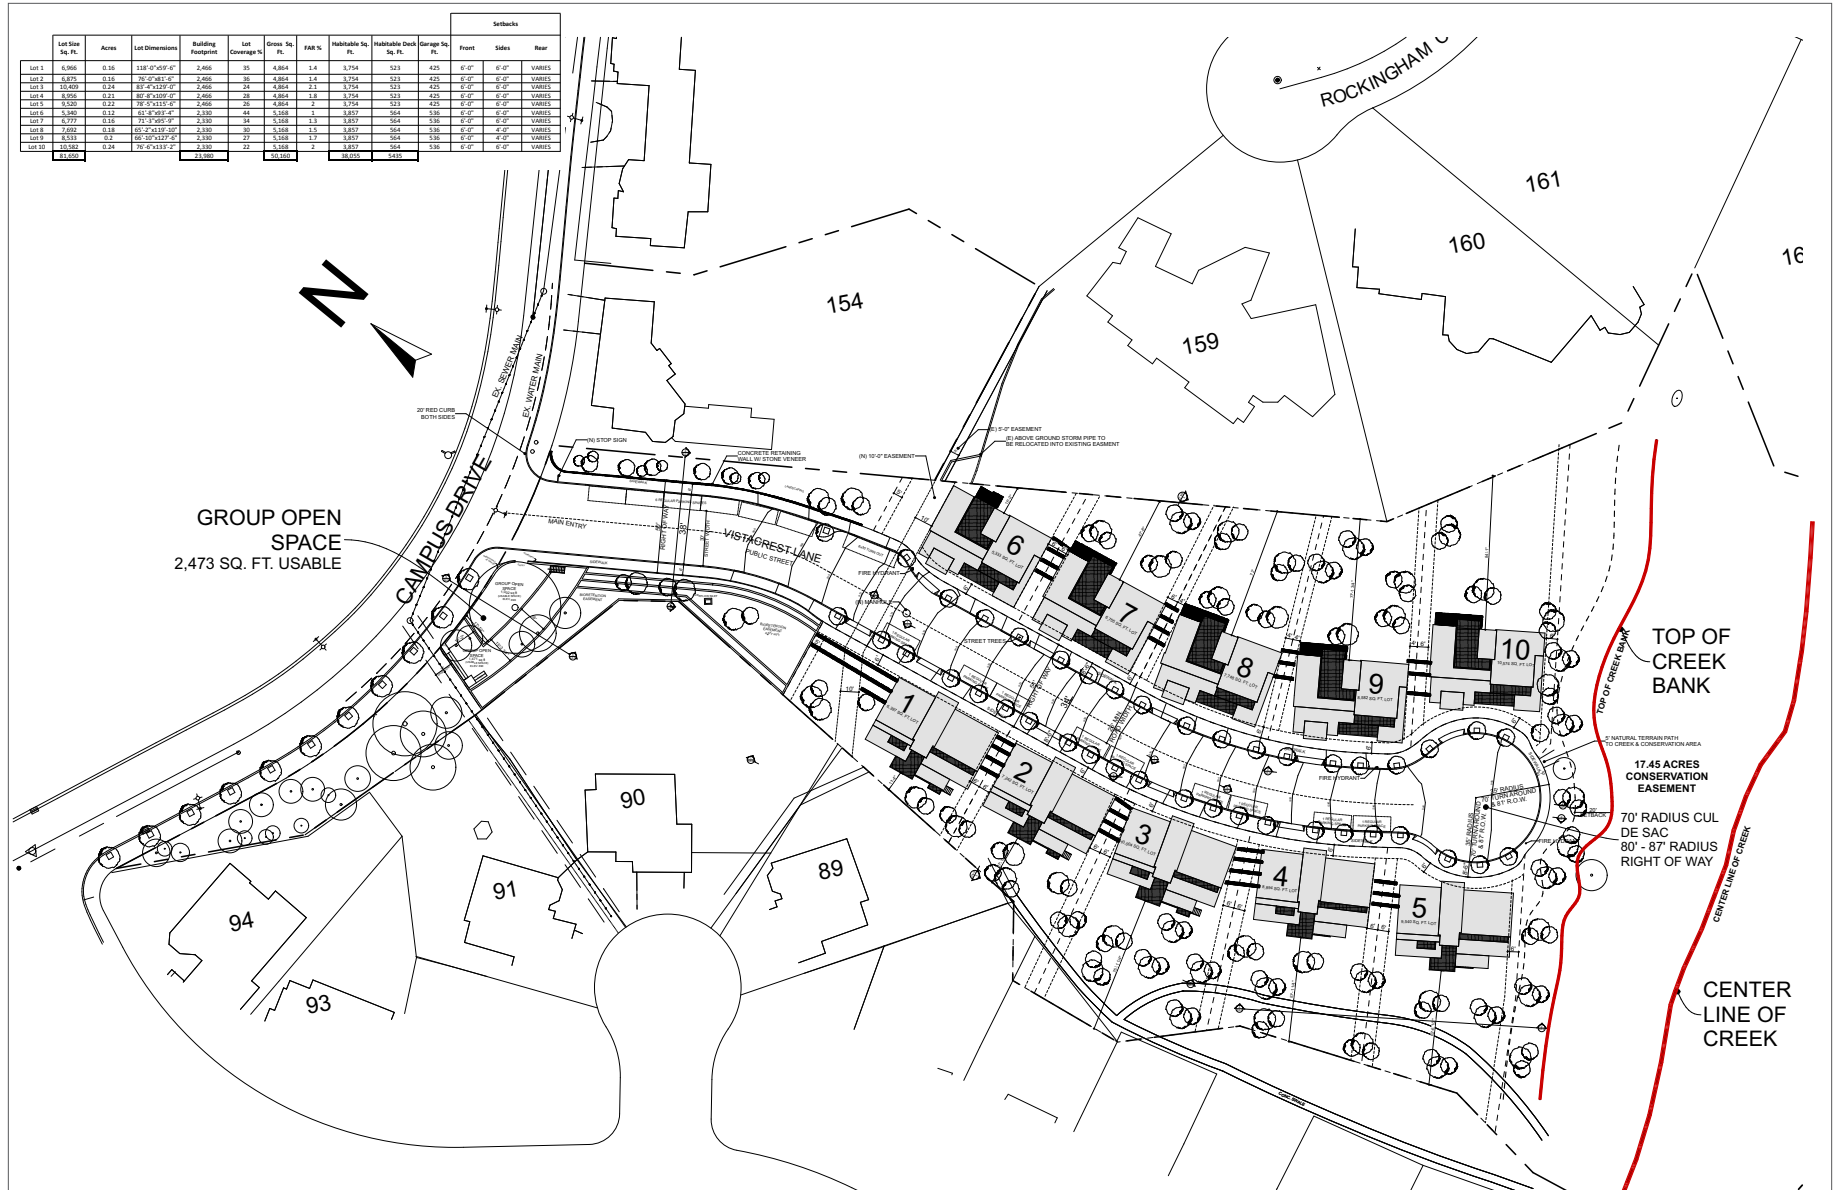 Setbacks
Lot Size Sq. Ft. Acres Lot Dimensions Building Footprint Lot Coverage % Gross Sq. Ft. FAR % Habitable Sq. Ft. Habitable Deck Sq. Ft. Garage Sq. Ft. Front Sides Rear
Lot 1 6,966 0.16 118'-0"x59'-6" 2,466 35 4,864 1.4 3,754 523 425 6'-0" 6'-0" VARIES
Lot 2 6,875 0.16 76'-0"x81'-6" 2,466 36 4,864 1.4 3,754 523 425 6'-0" 6'-0" VARIES
Lot 3 10,409 0.24 83'-4"x129'-0" 2,466 24 4,864 2.1 3,754 523 425 6'-0" 6'-0" VARIES
Lot 4 8,956 0.21 80'-8"x109'-0" 2,466 28 4,864 1.8 3,754 523 425 6'-0" 6'-0" VARIES
Lot 5 9,520 0.22 78'-5"x115'-6" 2,466 26 4,864 2 3,754 523 425 6'-0" 6'-0" VARIES
Lot 6 5,340 0.12 61'-8"x93'-4" 2,330 44 5,168 1 3,857 564 536 6'-0" 6'-0" VARIES
Lot 7 6,777 0.16 71'-3"x95'-9" 2,330 34 5,168 1.3 3,857 564 536 6'-0" 6'-0" VARIES
Lot 8 7,692 0.18 65'-2"x119'-10" 2,330 30 5,168 1.5 3,857 564 536 6'-0" 4'-0" VARIES
Lot 9 8,533 0.2 66'-10"x127'-6" 2,330 27 5,168 1.7 3,857 564 536 6'-0" 4'-0" VARIES
Lot 10 10,582 0.24 76'-6"x133'-2" 2,330 22 5,168 2 3,857 564 536 6'-0" 6'-0" VARIES
81,650 23,980 50,160 38,055 5435
ROCKINGHAM C
161
160
16
154
159
N
EX. SEWER MAIN
EX. WATER MAIN
20' RED CURB
BOTH SIDES
(N) STOP SIGN
CONCRETE RETAINING
WALL W/ STONE VENEER
(N) 10'-0" EASEMENT
(E) 5'-0" EASEMENT
(E) ABOVE GROUND STORM PIPE TO
BE RELOCATED INTO EXISTING EASMENT
CAMPUS DRIVE
GROUP OPEN
SPACE
2,473 SQ. FT. USABLE
MAIN ENTRY
RIGHT OF WAY
38'
VISTACREST LANE
PUBLIC STREET
FIRE HYDRANT
(N) MANHOLE
STREET TREES
GROUP OPEN
SPACE
BIORETENTION
EASEMENT
6
7
8
9
10
1
2
3
4
5
FIRE HYDRANT
TOP OF CREEK BANK
TOP OF
CREEK
BANK
5' NATURAL TERRAIN PATH
TO CREEK & CONSERVATION AREA
17.45 ACRES
CONSERVATION
EASEMENT
70' RADIUS CUL
DE SAC
80' - 87' RADIUS
RIGHT OF WAY
CENTER LINE OF CREEK
CENTER
LINE OF
CREEK
90
91
89
94
93